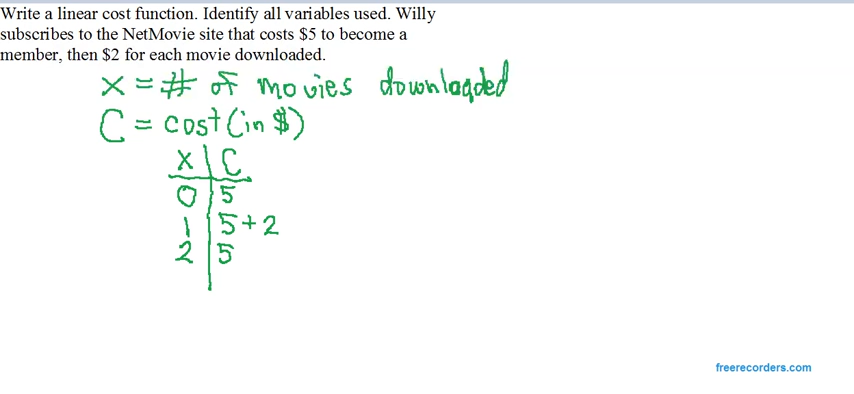 Write a linear cost function. Identify all variables used. Willy
subscribes to the NetMovie site that costs $5 to become a
member, then $2 for each movie downloaded.
x = # of movies downloaded
C = cost (in $)
X C
0 5
1 5 + 2
2 5
freerecorders.com